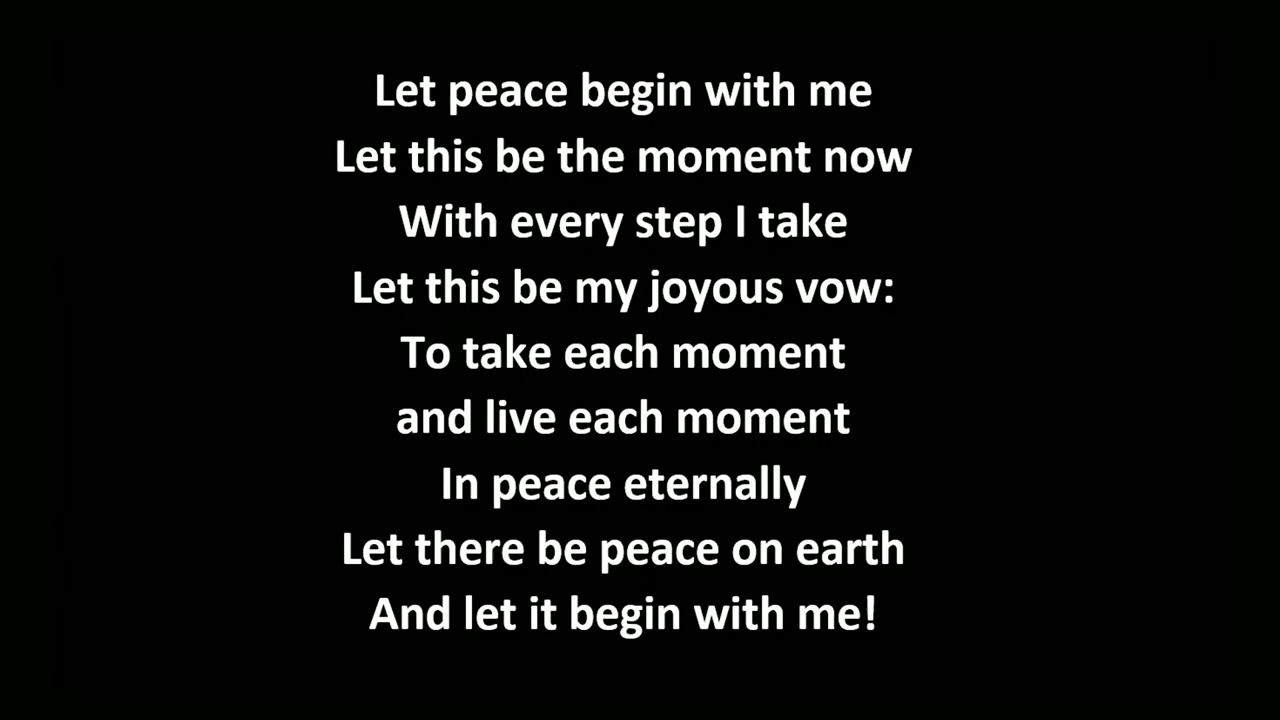 Let peace begin with me
Let this be the moment now
With every step I take
Let this be my joyous vow:
To take each moment
and live each moment
In peace eternally
Let there be peace on earth
And let it begin with me!